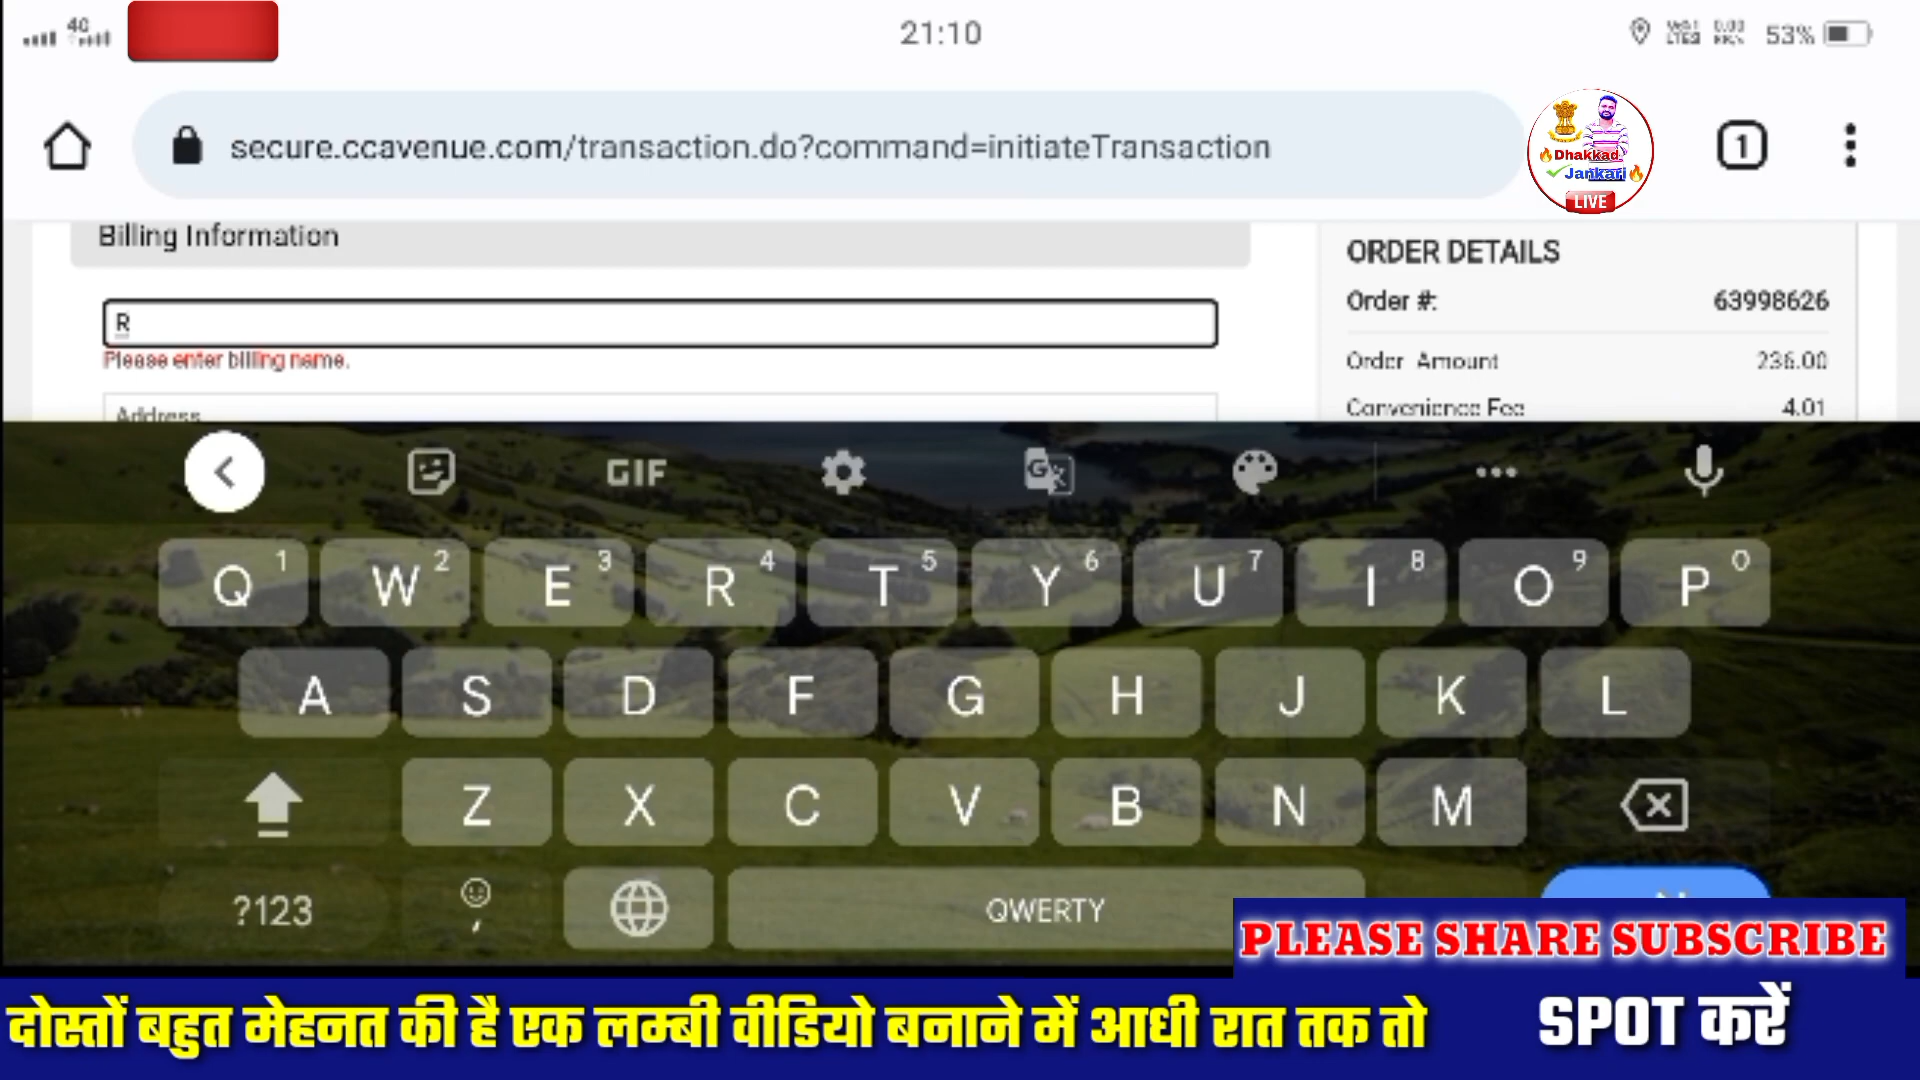 4G
21:10
53%
secure.ccavenue.com/transaction.do?command=initiateTransaction
1
Dhakkad
Jankari
LIVE
Billing Information
R
Please enter billing name.
Address
ORDER DETAILS
Order #: 63998626
Order Amount 236.00
Convenience Fee 4.01
GIF
Q 1 W 2 E 3 R 4 T 5 Y 6 U 7 I 8 O 9 P 0
A S D F G H J K L
Z X C V B N M
?123 , QWERTY
PLEASE SHARE SUBSCRIBE
दोस्तों बहुत मेहनत की है एक लम्बी वीडियो बनाने में आधी रात तक तो SPOT करें